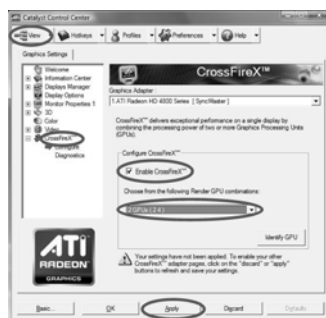 Catalyst Control Center
View Hotkeys Profiles Preferences Help
Graphics Settings
Welcome
Information Center
Displays Manager
Display Options
Monitor Properties 1
3D
Color
Video
CrossFireX
Configure
Diagnostics
CrossFireX™
Graphics Adapter:
1.ATI Radeon HD 4800 Series [SyncMaster]
CrossFireX™ delivers exceptional performance on a single display by
combining the processing power of two or more Graphics Processing Units
(GPUs).
Configure CrossFireX™
Enable CrossFireX™
Choose from the following Render GPU combinations:
2 GPUs (2 4)
Identify GPU
Your settings have not been applied. To enable your other
CrossFireX™ adapter pages, click on the "discard" or "apply"
buttons to refresh and save your settings.
ATI
RADEON
GRAPHICS
Basic...
OK
Apply
Discard
Defaults